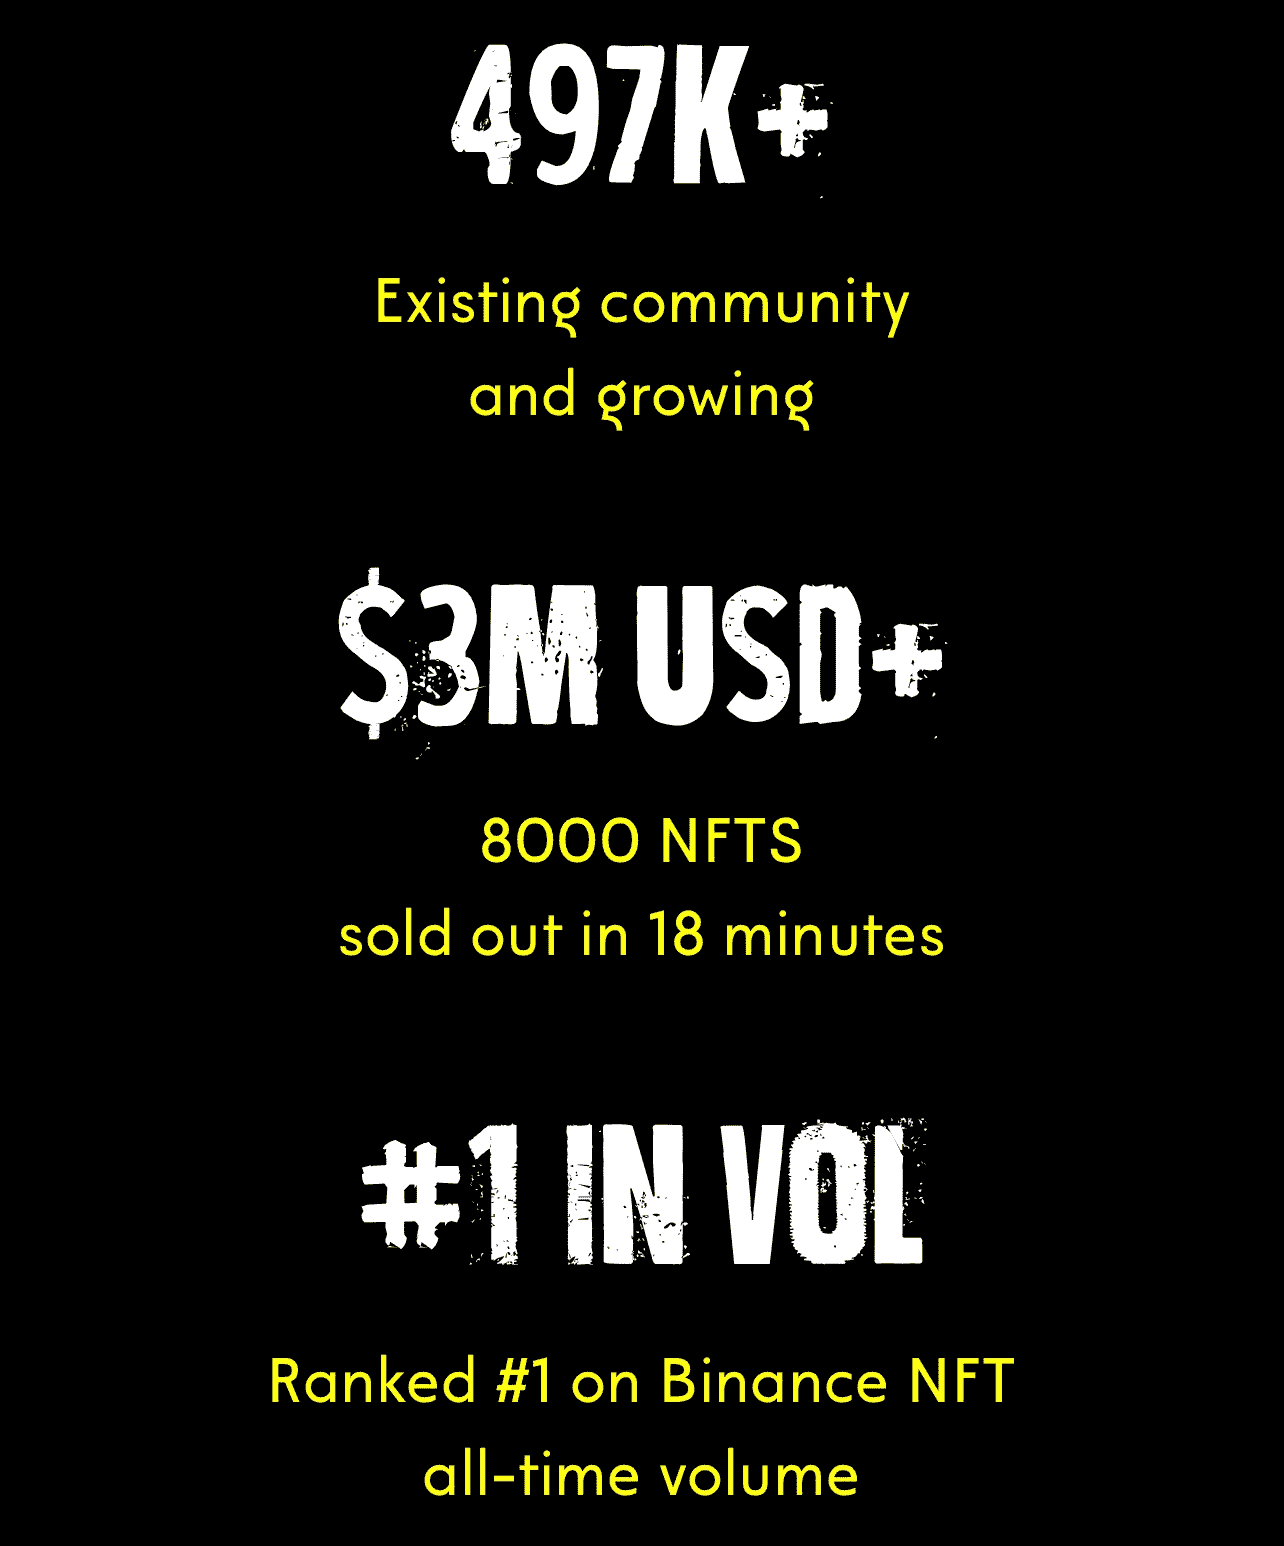 497K+
Existing community
and growing
$3M USD+
8000 NFTS
sold out in 18 minutes
#1 IN VOL
Ranked #1 on Binance NFT
all-time volume